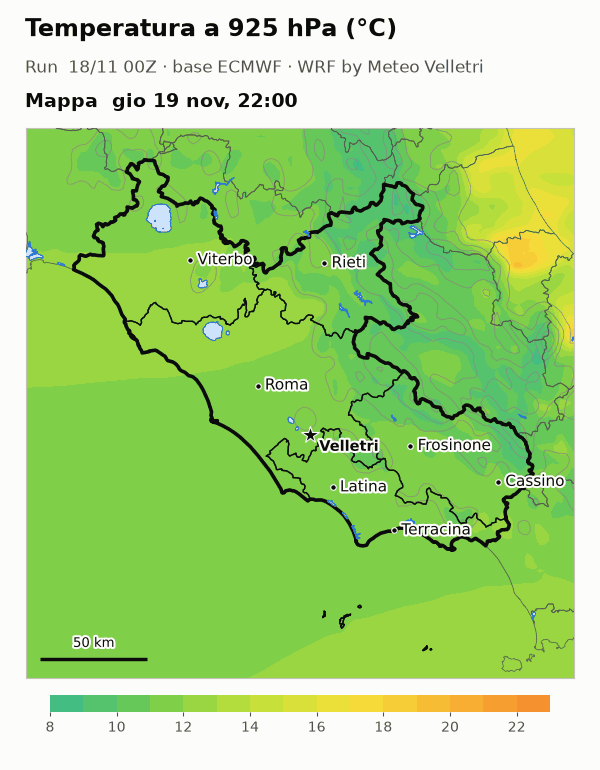 Temperatura a 925 hPa (°C)
Run  18/11 00Z · base ECMWF · WRF by Meteo Velletri
Mappa  gio 19 nov, 22:00
Viterbo
Rieti
Roma
Velletri
Frosinone
Latina
Cassino
Terracina
50 km
8 10 12 14 16 18 20 22